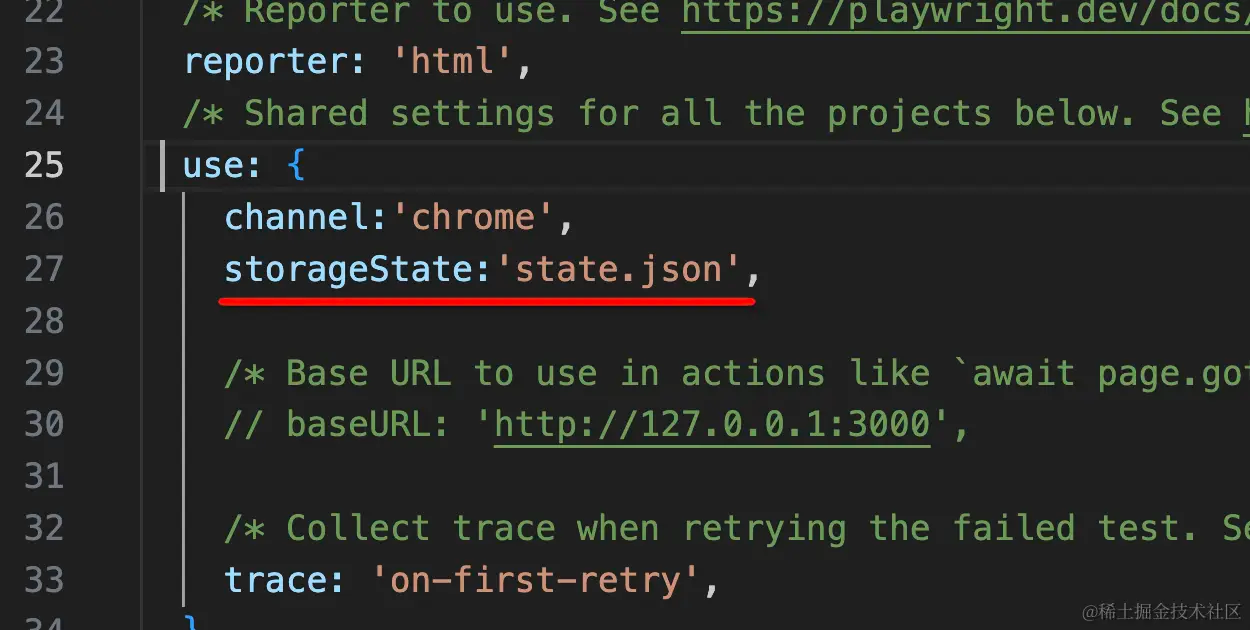 22 /* Reporter to use. See https://playwright.dev/docs/
23 reporter: 'html',
24 /* Shared settings for all the projects below. See
25 use: {
26 channel:'chrome',
27 storageState:'state.json',
28
29 /* Base URL to use in actions like `await page.got
30 // baseURL: 'http://127.0.0.1:3000',
31
32 /* Collect trace when retrying the failed test. Se
33 trace: 'on-first-retry',
34 }
@稀土掘金技术社区